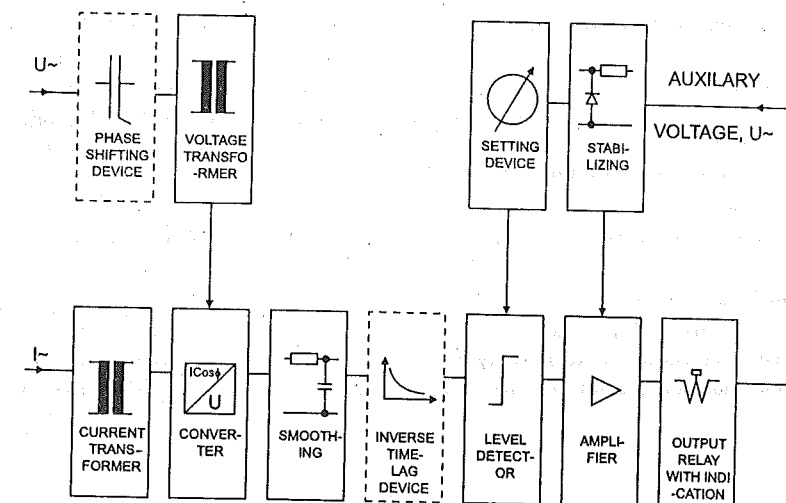 U~
PHASE
SHIFTING
DEVICE
VOLTAGE
TRANSFO-
-RMER
SETTING
DEVICE
STABI-
LIZING
AUXILARY
VOLTAGE, U~
I~
CURRENT
TRANS-
FORMER
ICosϕ
U
CONVER-
TER
SMOOTH-
ING
INVERSE
TIME-
LAG
DEVICE
LEVEL
DETECT-
OR
AMPLI-
FIER
OUTPUT
RELAY
WITH INDI
-CATION